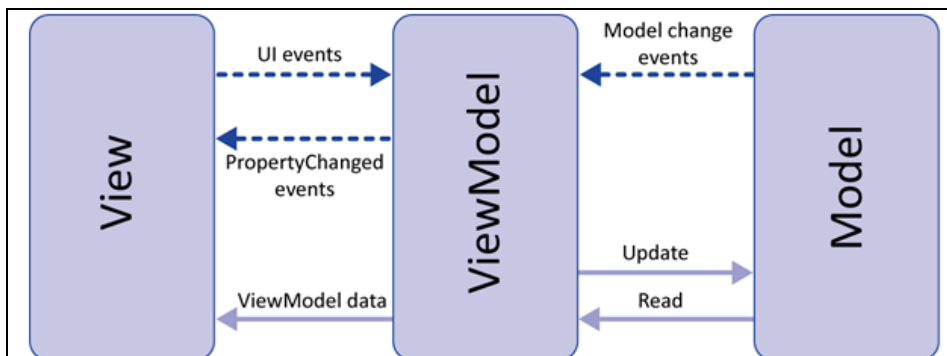 View
UI events
PropertyChanged
events
ViewModel data
ViewModel
Model change
events
Update
Read
Model